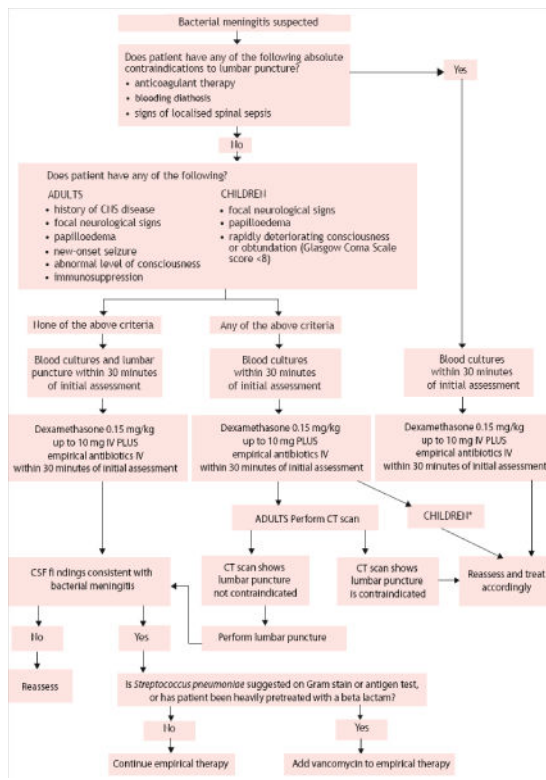 Bacterial meningitis suspected
Does patient have any of the following absolute
contraindications to lumbar puncture?
• anticoagulant therapy
• bleeding diathesis
• signs of localised spinal sepsis
Yes
No
Does patient have any of the following?
ADULTS
• history of CNS disease
• focal neurological signs
• papilloedema
• new-onset seizure
• abnormal level of consciousness
• immunosuppression
CHILDREN
• focal neurological signs
• papilloedema
• rapidly deteriorating consciousness
or obtundation (Glasgow Coma Scale
score <8)
None of the above criteria
Any of the above criteria
Blood cultures and lumbar
puncture within 30 minutes
of initial assessment
Blood cultures
within 30 minutes
of initial assessment
Blood cultures
within 30 minutes
of initial assessment
Dexamethasone 0.15 mg/kg
up to 10 mg IV PLUS
empirical antibiotics IV
within 30 minutes of initial assessment
Dexamethasone 0.15 mg/kg
up to 10 mg IV PLUS
empirical antibiotics IV
within 30 minutes of initial assessment
Dexamethasone 0.15 mg/kg
up to 10 mg IV PLUS
empirical antibiotics IV
within 30 minutes of initial assessment
ADULTS Perform CT scan
CHILDREN*
CSF findings consistent with
bacterial meningitis
CT scan shows
lumbar puncture
not contraindicated
CT scan shows
lumbar puncture
is contraindicated
Reassess and treat
accordingly
No
Yes
Perform lumbar puncture
Reassess
Is Streptococcus pneumoniae suggested on Gram stain or antigen test,
or has patient been heavily pretreated with a beta lactam?
No
Yes
Continue empirical therapy
Add vancomycin to empirical therapy